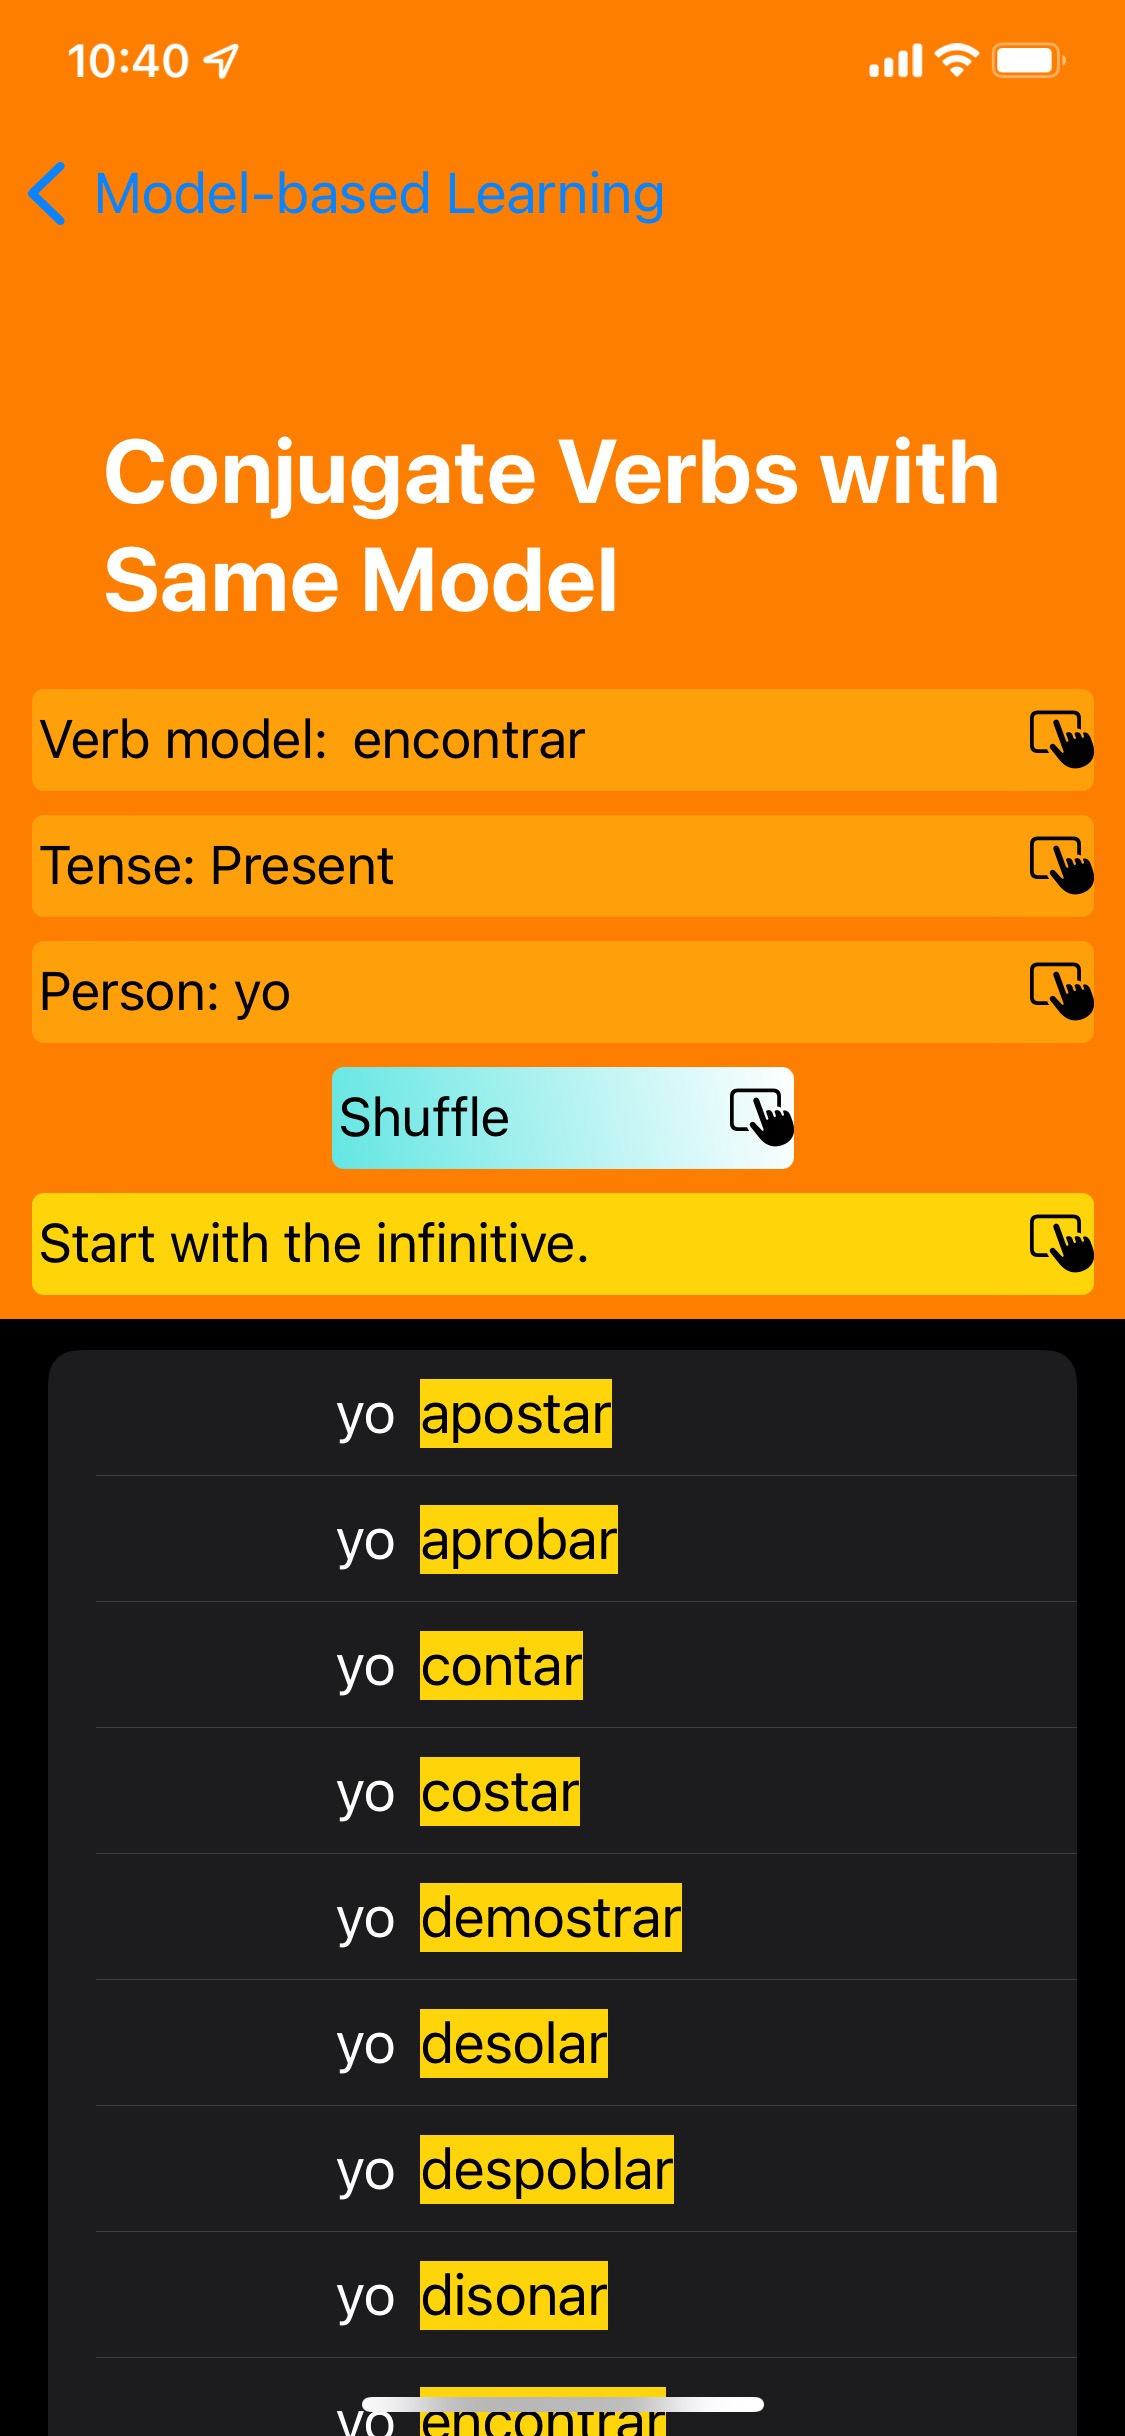 10:40
Model-based Learning
Conjugate Verbs with
Same Model
Verb model:  encontrar
Tense: Present
Person: yo
Shuffle
Start with the infinitive.
yo apostar
yo aprobar
yo contar
yo costar
yo demostrar
yo desolar
yo despoblar
yo disonar
yo encontrar